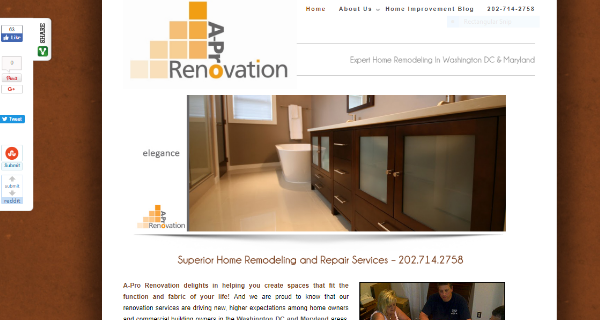 Home About Us Home Improvement Blog 202-714-2758
SHARE
Like
A-Pro
Renovation
Expert Home Remodeling In Washington DC & Maryland
Pinit
G+
Tweet
elegance
Submit
submit
reddit
A-Pro
Renovation
Superior Home Remodeling and Repair Services – 202.714.2758
A-Pro Renovation delights in helping you create spaces that fit the
function and fabric of your life! And we are proud to know that our
renovation services are driving new, higher expectations among home owners
and commercial building owners in the Washington DC and Maryland areas.